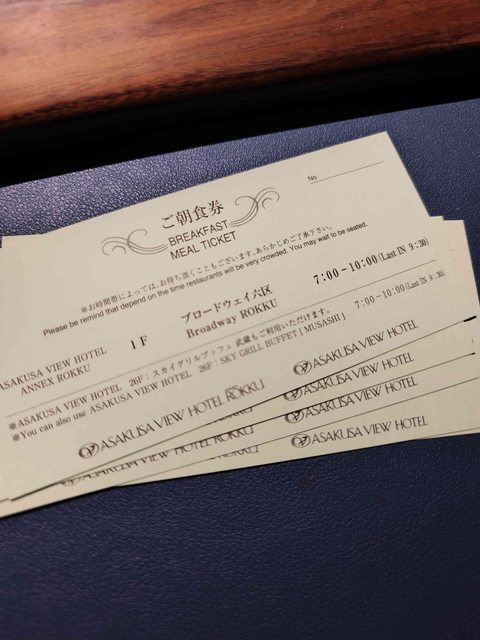 No.
ご朝食券
BREAKFAST
MEAL TICKET
※お時間帯によっては、お待ち頂くこともございます。あらかじめご了承下さい。
Please be remind that depend on the time restaurants will be very crowded. You may wait to be seated.
ASAKUSA VIEW HOTEL
ANNEX ROKKU
1F
ブロードウェイ六区
Broadway ROKKU
7:00-10:00(Last IN 9:30)
※ASAKUSA VIEW HOTEL 26F:スカイグリルブッフェ 武蔵もご利用いただけます。
※You can also use ASAKUSA VIEW HOTEL 26F: SKY GRILL BUFFET [MUSASHI]
7:00-10:00(Last IN 9:30)
ASAKUSA VIEW HOTEL ROKKU
ASAKUSA VIEW HOTEL
ASAKUSA VIEW HOTEL
ASAKUSA VIEW HOTEL
ASAKUSA VIEW HOTEL
ASAKUSA VIEW HOTEL ROKKU